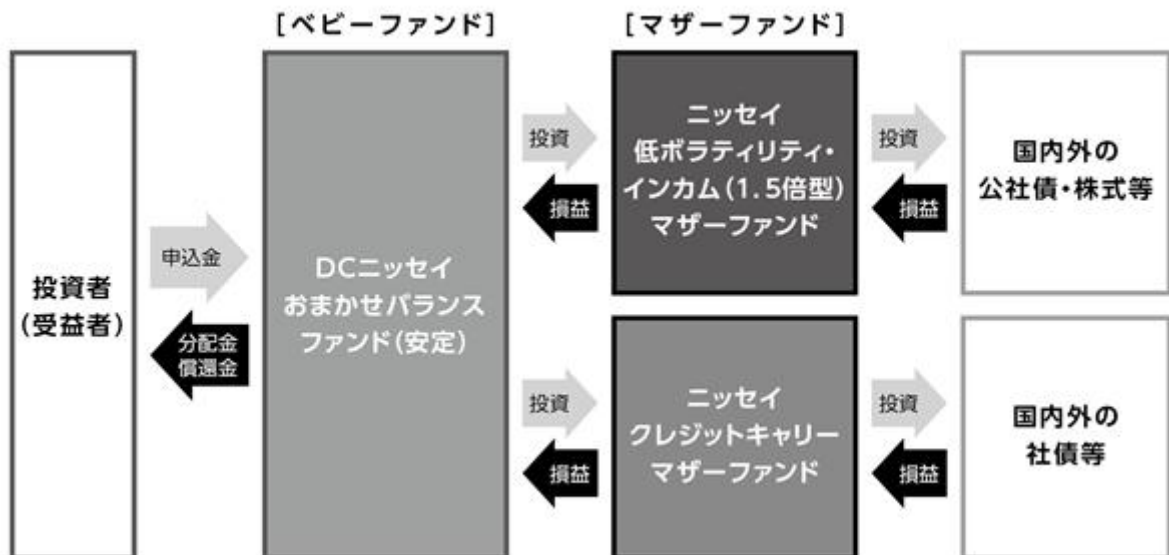 ［ベビーファンド］
［マザーファンド］
投資者
（受益者）
申込金
分配金
償還金
DCニッセイ
おまかせバランス
ファンド（安定）
投資
損益
ニッセイ
低ボラティリティ・
インカム（1.5倍型）
マザーファンド
投資
損益
国内外の
公社債・株式等
投資
損益
ニッセイ
クレジットキャリー
マザーファンド
投資
損益
国内外の
社債等